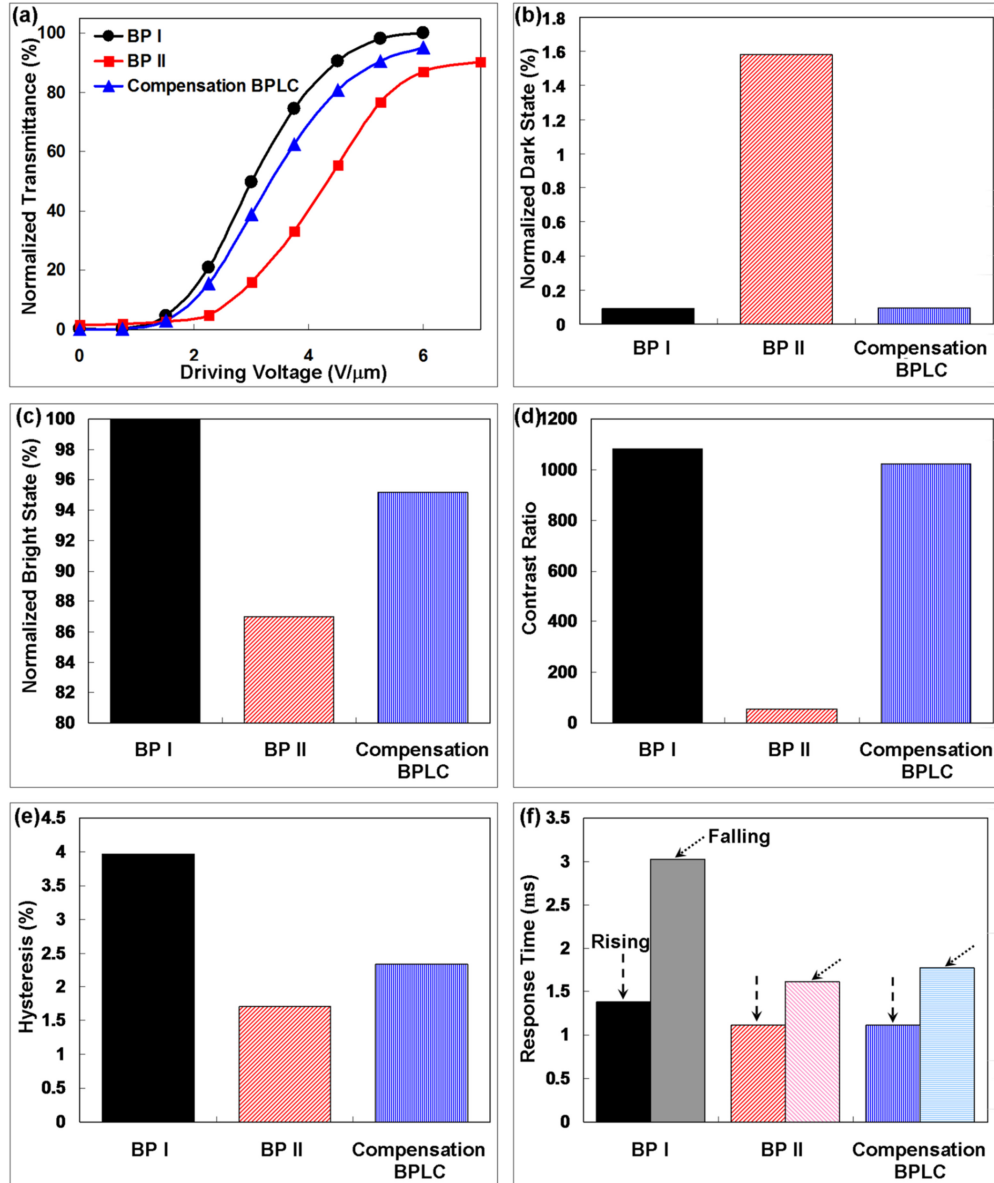 (a)
BP I
BP II
Compensation BPLC
Normalized Transmittance (%)
100
80
60
40
20
0
0 2 4 6
Driving Voltage (V/μm)
(b)
Normalized Dark State (%)
1.8
1.6
1.4
1.2
1
0.8
0.6
0.4
0.2
0
BP I BP II Compensation
BPLC
(c)
Normalized Bright State (%)
100
98
96
94
92
90
88
86
84
82
80
BP I BP II Compensation
BPLC
(d)
Contrast Ratio
1200
1000
800
600
400
200
0
BP I BP II Compensation
BPLC
(e)
Hysteresis (%)
4.5
4
3.5
3
2.5
2
1.5
1
0.5
0
BP I BP II Compensation
BPLC
(f)
Response Time (ms)
3.5
3
2.5
2
1.5
1
0.5
0
Falling
Rising
BP I BP II Compensation
BPLC